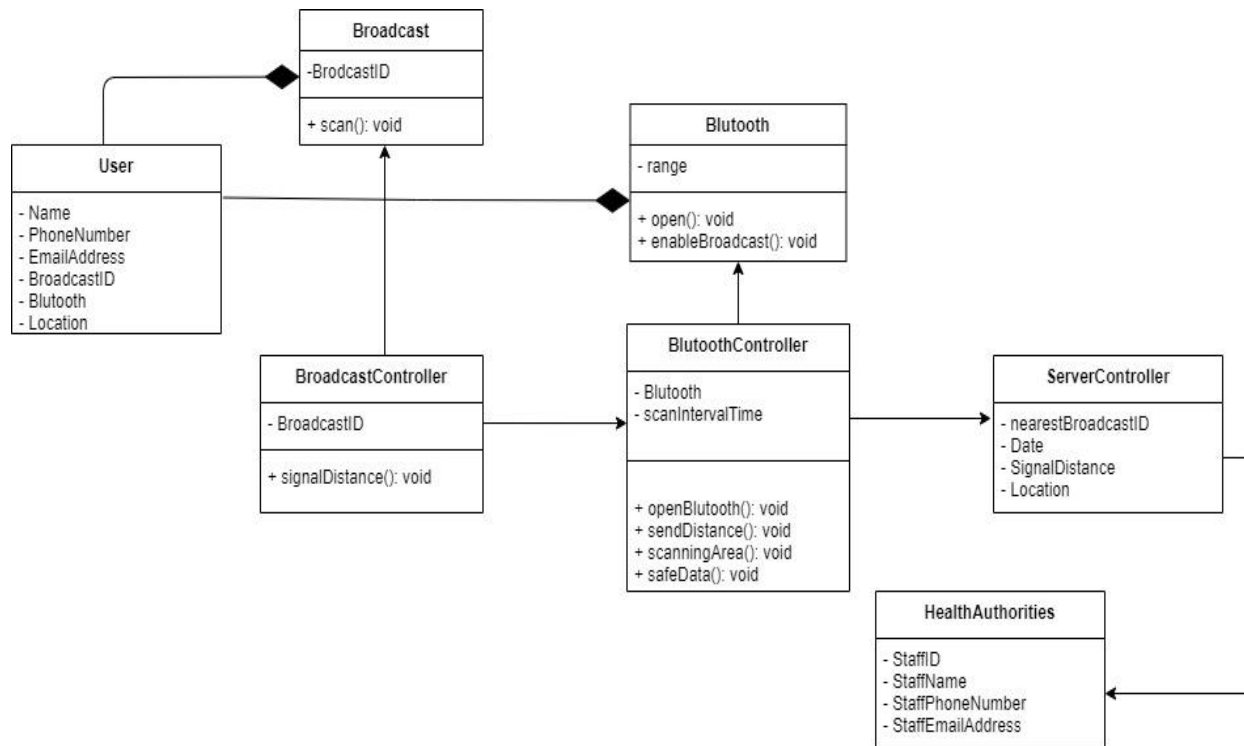 Broadcast
-BrodcastID
+ scan(): void
Blutooth
- range
+ open(): void
+ enableBroadcast(): void
User
- Name
- PhoneNumber
- EmailAddress
- BroadcastID
- Blutooth
- Location
BroadcastController
- BroadcastID
+ signalDistance(): void
BlutoothController
- Blutooth
- scanIntervalTime
+ openBlutooth(): void
+ sendDistance(): void
+ scanningArea(): void
+ safeData(): void
ServerController
- nearestBroadcastID
- Date
- SignalDistance
- Location
HealthAuthorities
- StaffID
- StaffName
- StaffPhoneNumber
- StaffEmailAddress